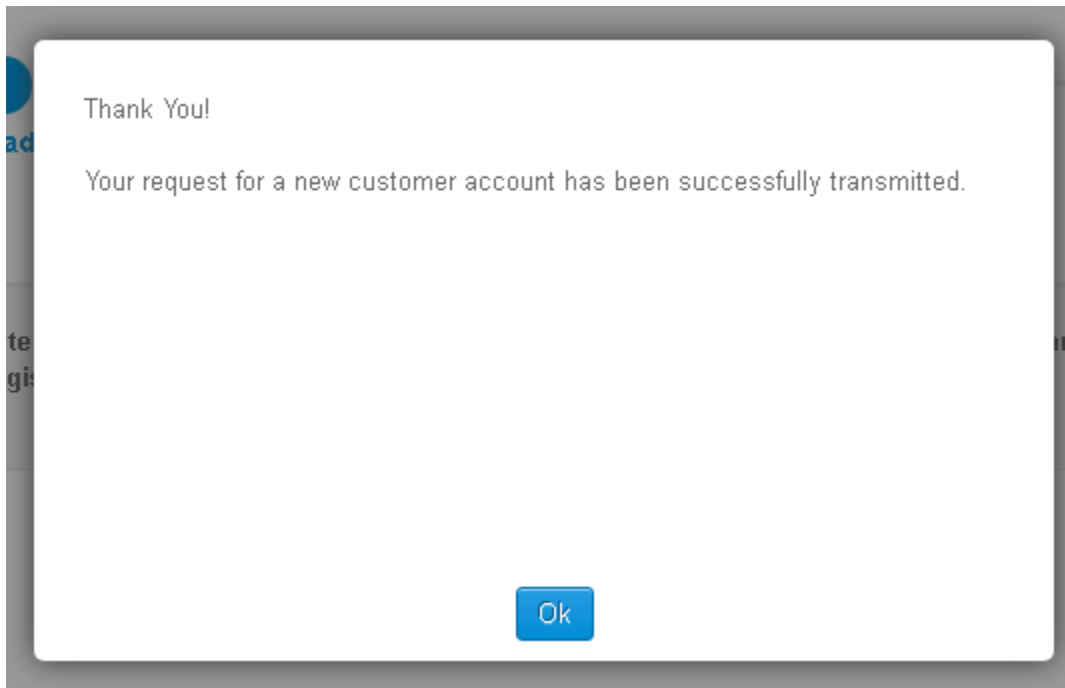 Thank You!
Your request for a new customer account has been successfully transmitted.
Ok